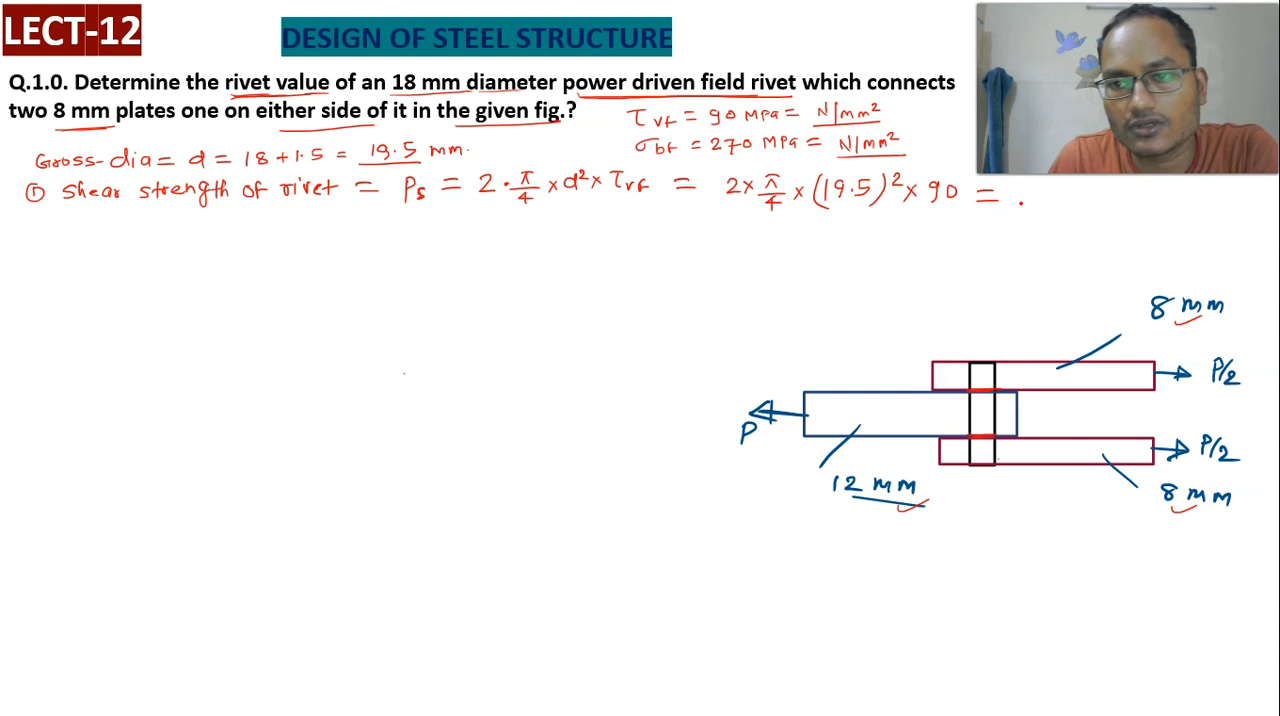 LECT-12
DESIGN OF STEEL STRUCTURE
Q.1.0. Determine the rivet value of an 18 mm diameter power driven field rivet which connects
two 8 mm plates one on either side of it in the given fig.?
τvf = 90 MPa = N/mm²
σbf = 270 MPa = N/mm²
Gross-dia = d = 18 + 1.5 = 19.5 mm.
① Shear strength of rivet = Ps = 2 · π/4 × d² × τvf = 2 × π/4 × (19.5)² × 90 =
8 mm
P/2
P
P/2
12 mm
8 mm